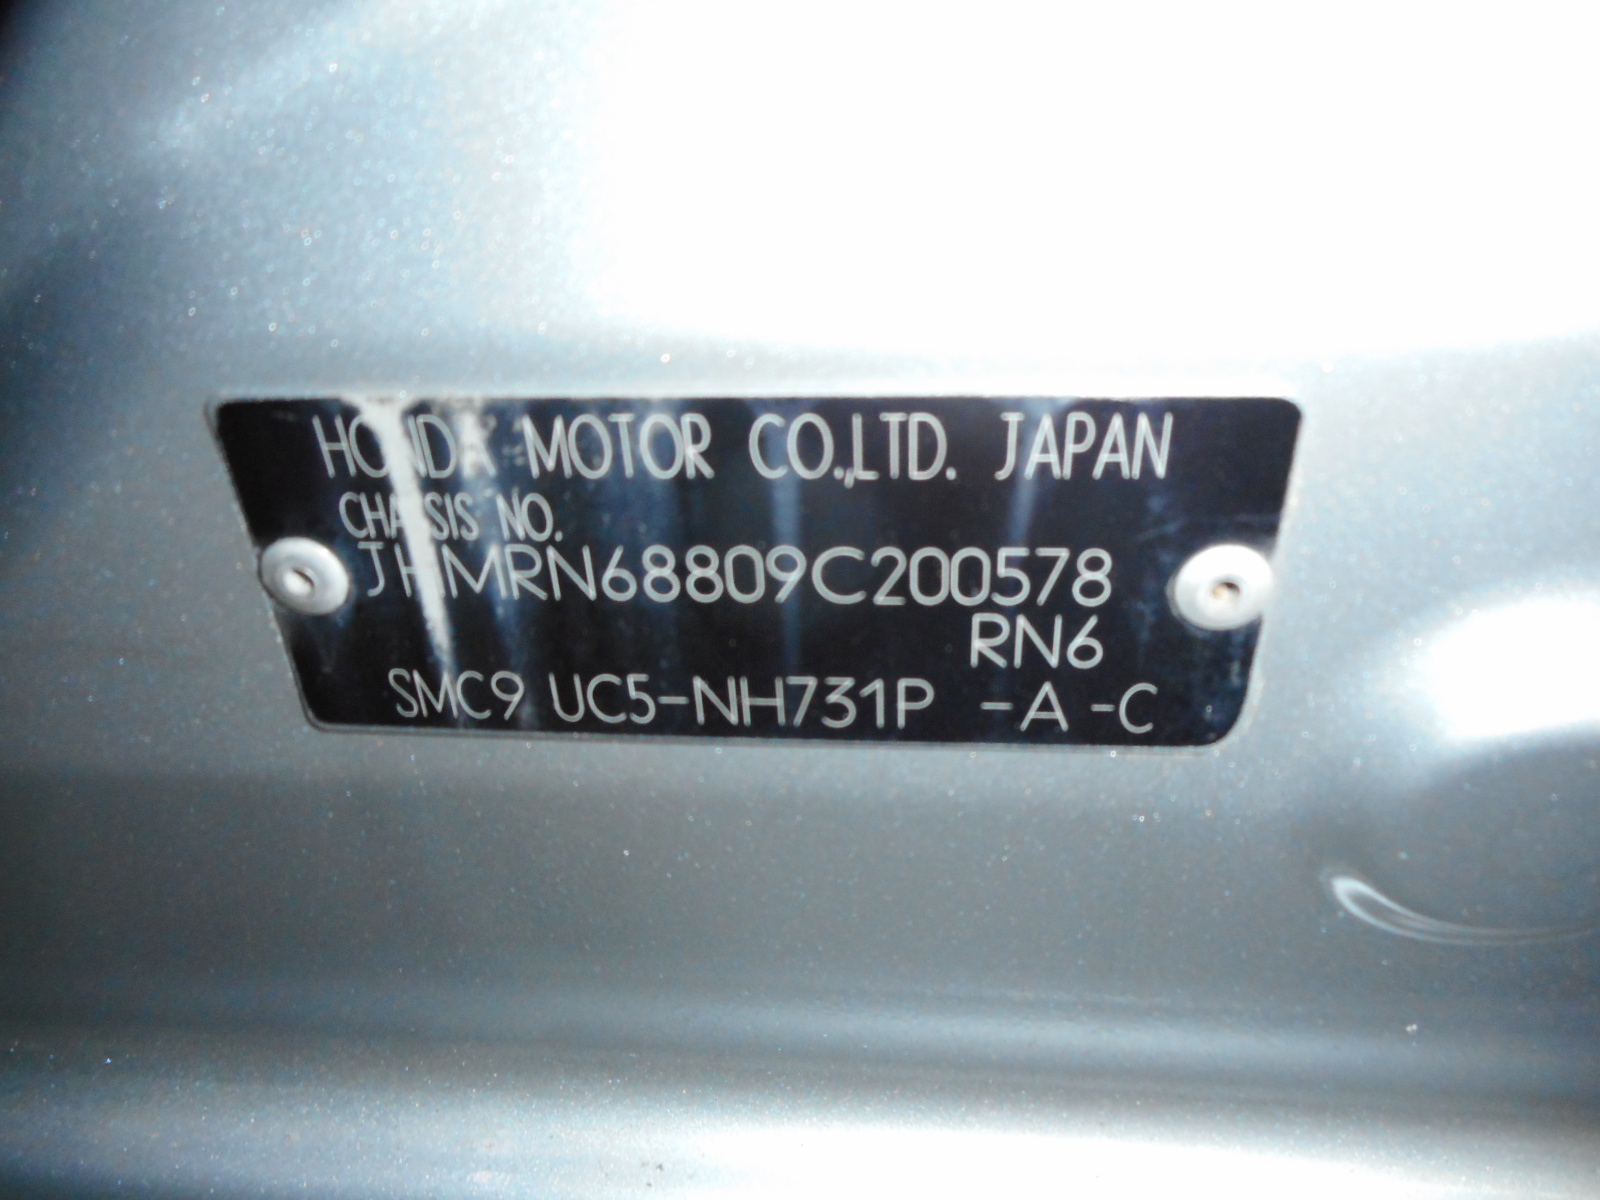 HONDA MOTOR CO.,LTD. JAPAN
CHASSIS NO.
JHMRN68809C200578
RN6
SMC9 UC5-NH731P -A -C